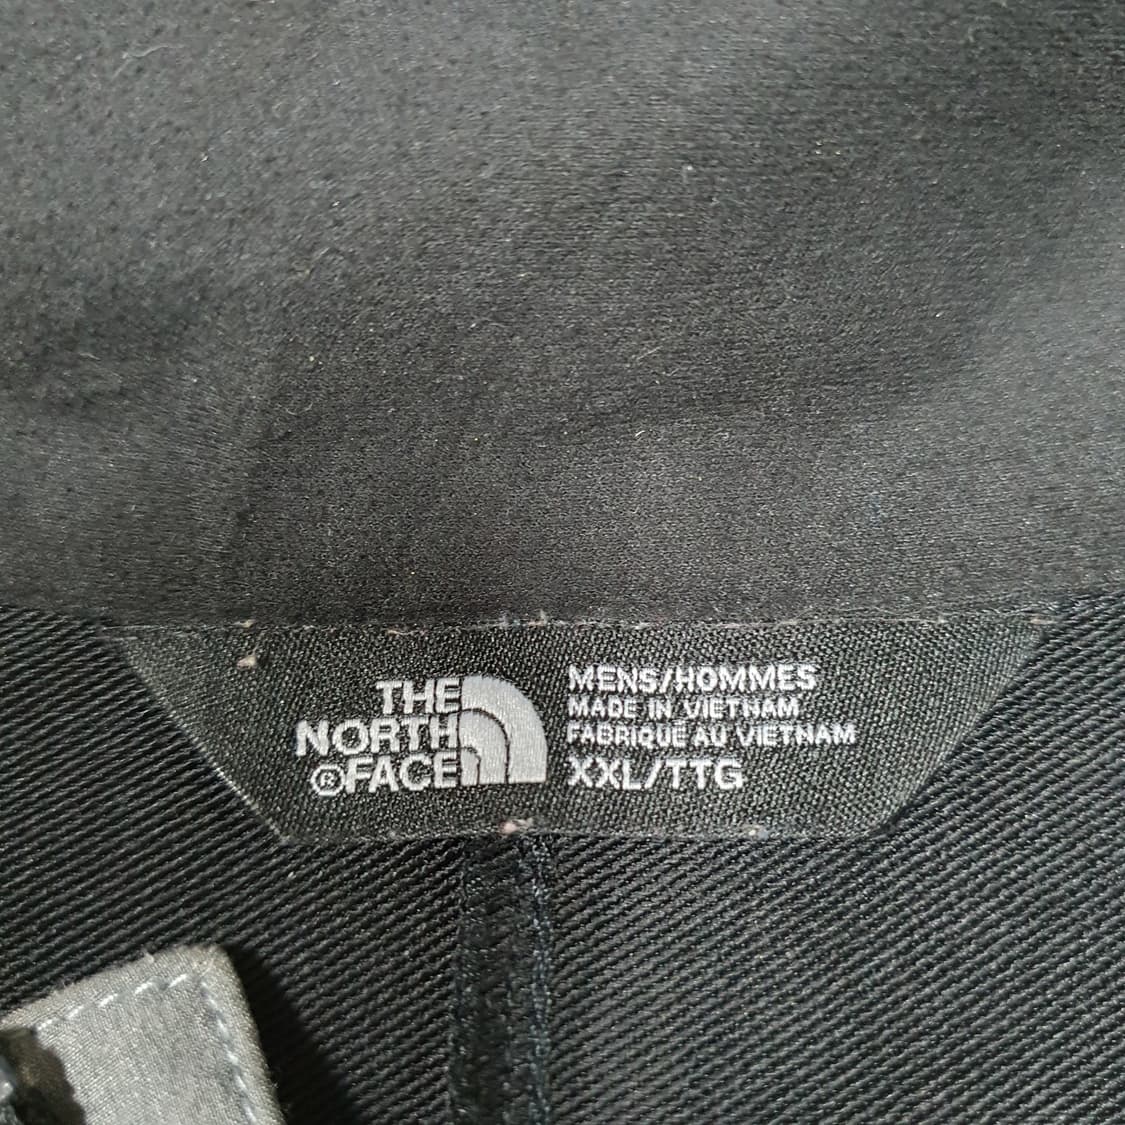 THE
NORTH
®FACE
MENS/HOMMES
MADE IN VIETNAM
FABRIQUÉ AU VIETNAM
XXL/TTG